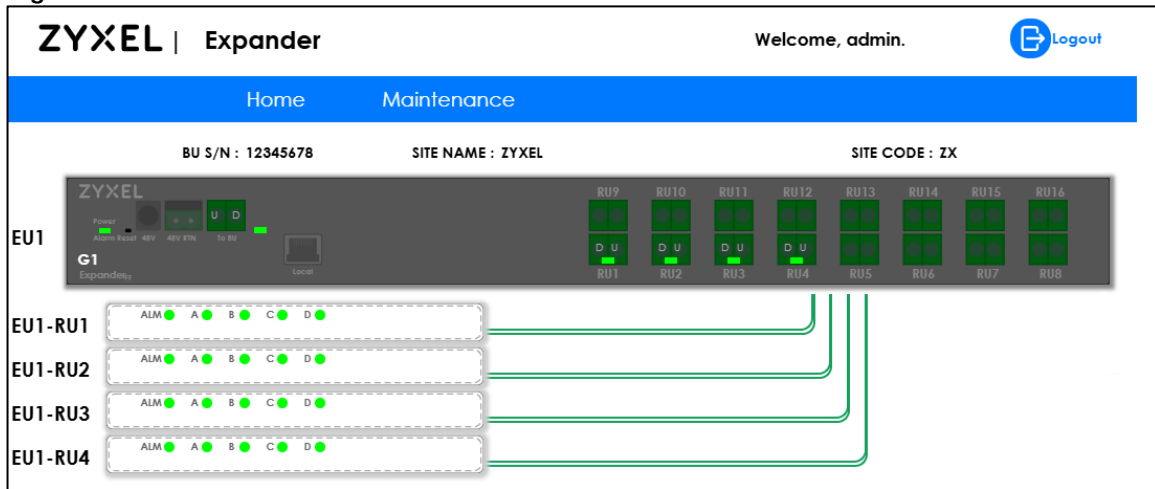 ZYXEL | Expander
Welcome, admin.
Logout
Home Maintenance
BU S/N : 12345678 SITE NAME : ZYXEL SITE CODE : ZX
EU1
ZYXEL
Power
Alarm Reset 48V 48V RTN To BU
U D
G1
Expander
Local
RU9 RU10 RU11 RU12 RU13 RU14 RU15 RU16
D U D U D U D U
RU1 RU2 RU3 RU4 RU5 RU6 RU7 RU8
EU1-RU1 ALM A B C D
EU1-RU2 ALM A B C D
EU1-RU3 ALM A B C D
EU1-RU4 ALM A B C D